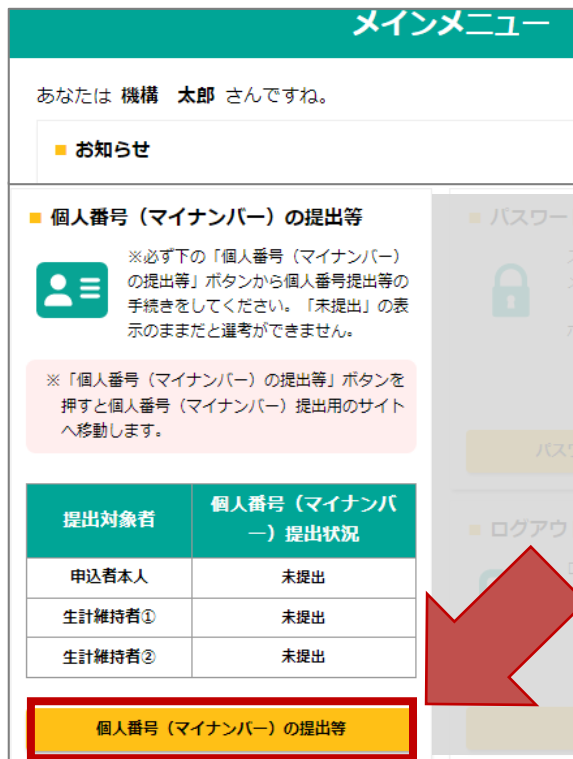 メインメニュー
あなたは 機構　太郎 さんですね。
■ お知らせ
■ 個人番号（マイナンバー）の提出等
※必ず下の「個人番号（マイナンバー）
の提出等」ボタンから個人番号提出等の
手続きをしてください。「未提出」の表
示のままだと選考ができません。
※「個人番号（マイナンバー）の提出等」ボタンを
押すと個人番号（マイナンバー）提出用のサイト
へ移動します。
提出対象者 個人番号（マイナンバ
ー）提出状況
申込者本人 未提出
生計維持者① 未提出
生計維持者② 未提出
個人番号（マイナンバー）の提出等
■ パスワー
パスワ
■ ログアウ